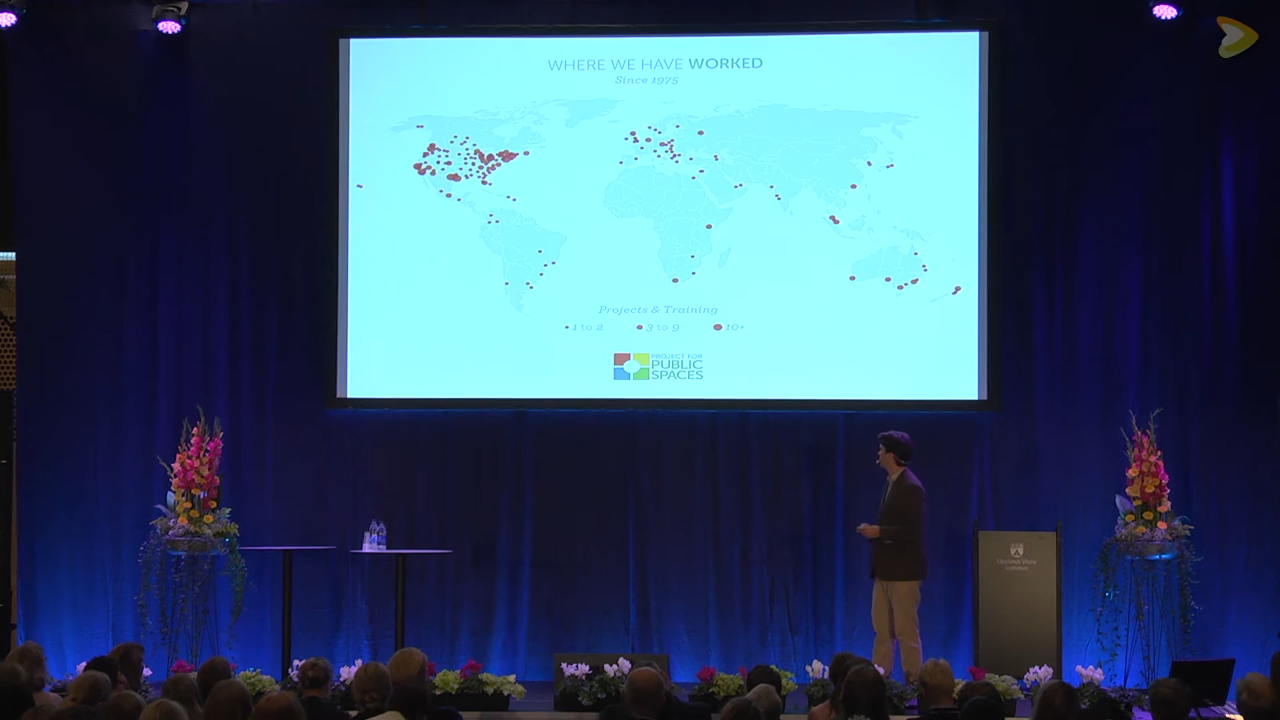 WHERE WE HAVE WORKED
Since 1975
Projects & Training
1 to 2
3 to 9
10+
PROJECT FOR
PUBLIC
SPACES